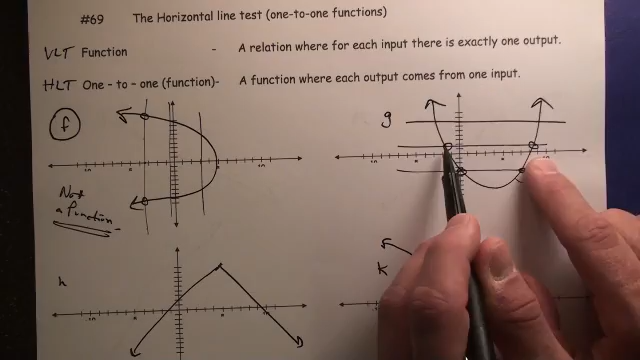 #69 The Horizontal line test (one-to-one functions)
VLT Function - A relation where for each input there is exactly one output.
HLT One - to - one (function)- A function where each output comes from one input.
f
g
Not
a function
h
k